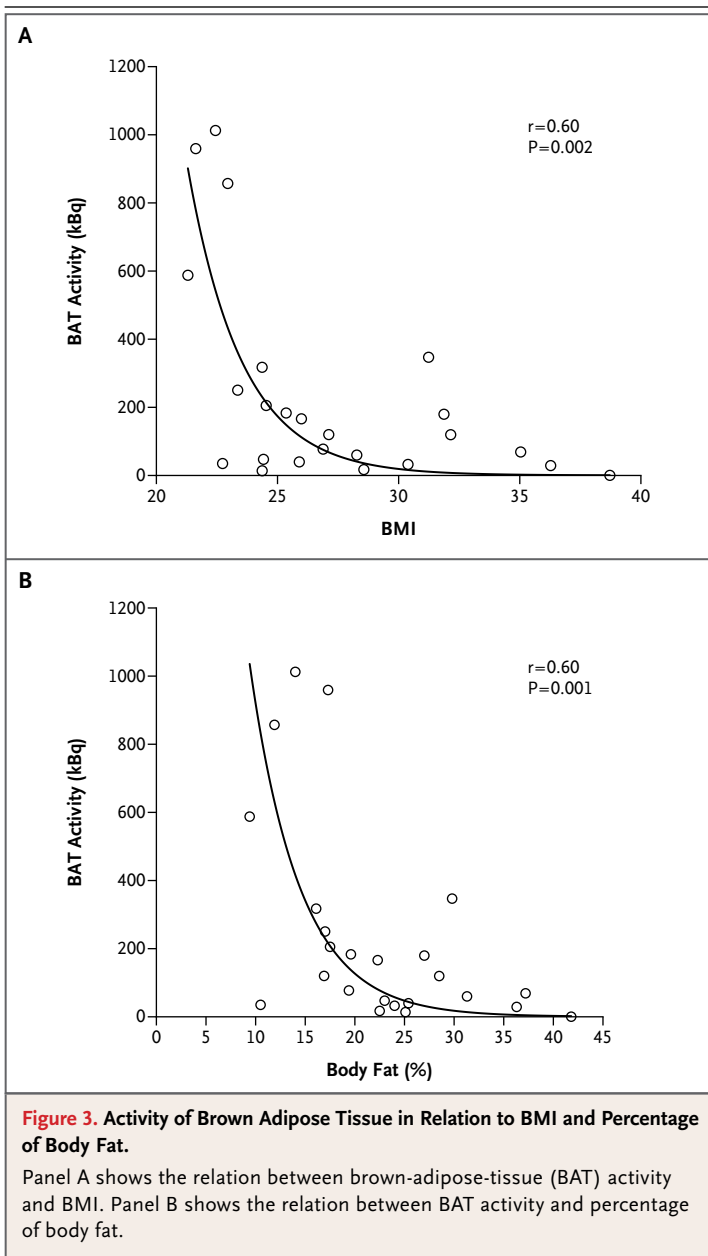 A
1200
1000
800
600
400
200
0
BAT Activity (kBq)
r=0.60
P=0.002
20 25 30 35 40
BMI
B
1200
1000
800
600
400
200
0
BAT Activity (kBq)
r=0.60
P=0.001
0 5 10 15 20 25 30 35 40 45
Body Fat (%)
Figure 3. Activity of Brown Adipose Tissue in Relation to BMI and Percentage
of Body Fat.
Panel A shows the relation between brown-adipose-tissue (BAT) activity
and BMI. Panel B shows the relation between BAT activity and percentage
of body fat.